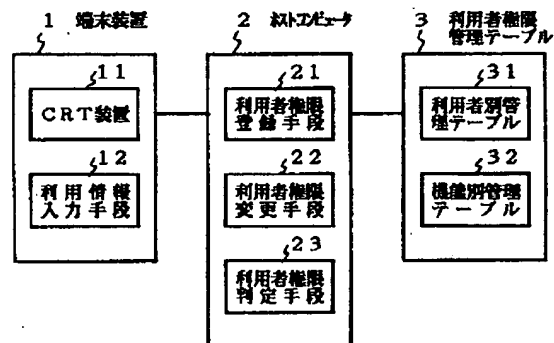 1 端末装置
11
CRT装置
12
利用情報
入力手段
2 ホストコンピュータ
21
利用者権限
登録手段
22
利用者権限
変更手段
23
利用者権限
判定手段
3 利用者権限
管理テーブル
31
利用者別管
理テーブル
32
機能別管理
テーブル